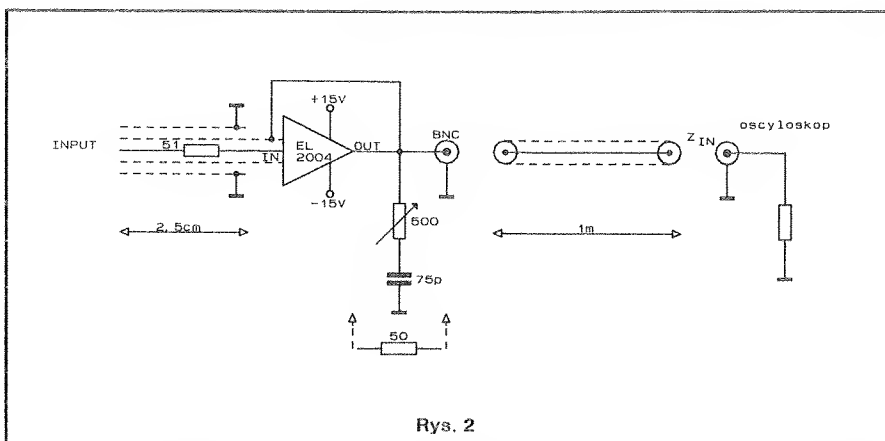 +15V
BNC
oscyloskop
INPUT
51
EL
2004
OUT
Z IN
IN
-15V
500
2,5cm
1m
75p
50
Rys. 2